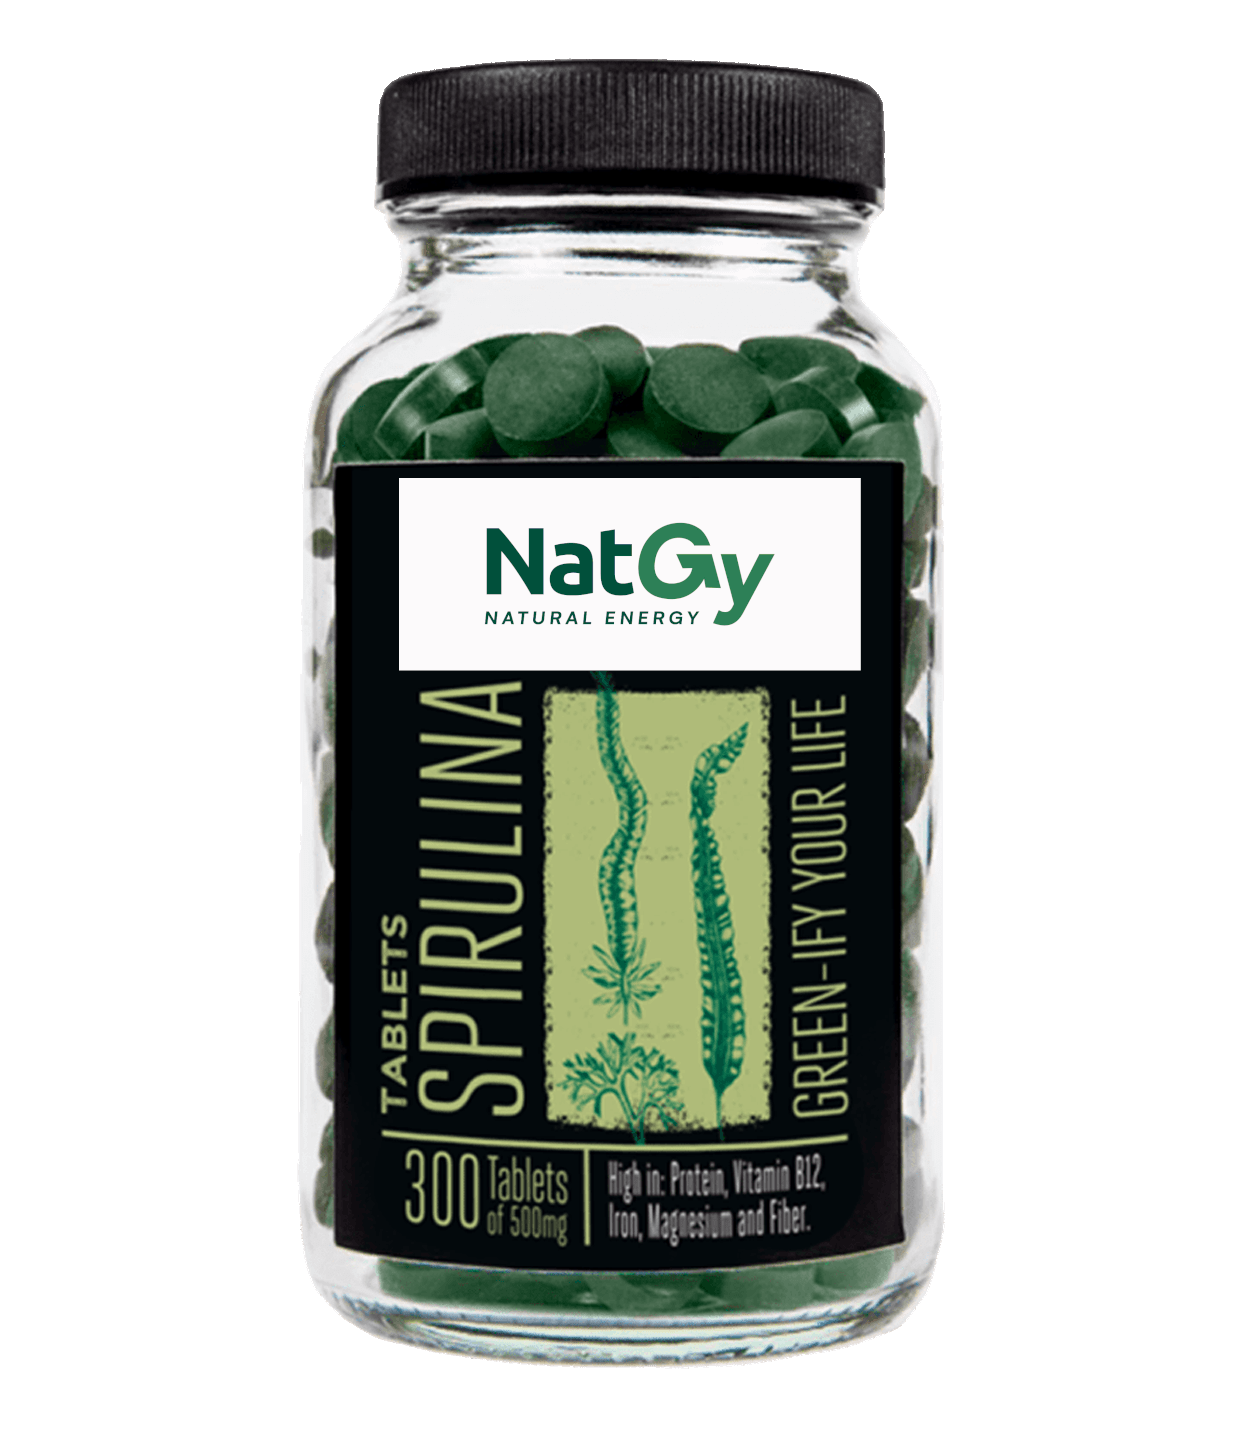 NatGy
NATURAL ENERGY
TABLETS
SPIRULINA
GREEN-IFY YOUR LIFE
300 Tablets
of 500mg
High in: Protein, Vitamin B12,
Iron, Magnesium and Fiber.